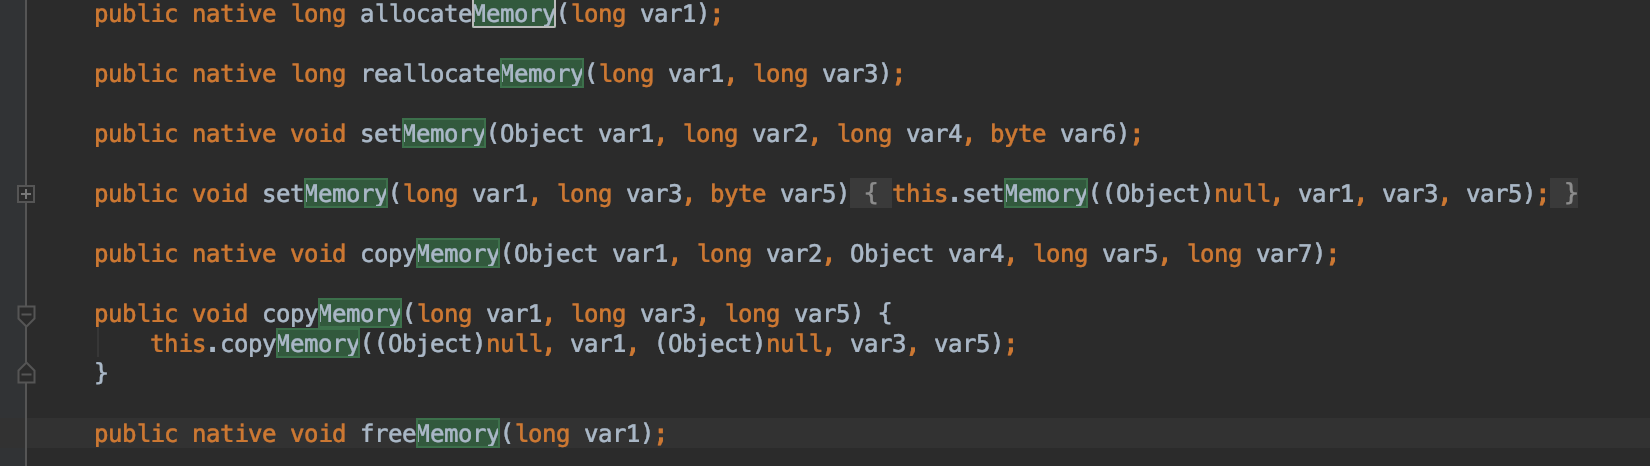 public native long allocateMemory(long var1);
public native long reallocateMemory(long var1, long var3);
public native void setMemory(Object var1, long var2, long var4, byte var6);
public void setMemory(long var1, long var3, byte var5) { this.setMemory((Object)null, var1, var3, var5); }
public native void copyMemory(Object var1, long var2, Object var4, long var5, long var7);
public void copyMemory(long var1, long var3, long var5) {
this.copyMemory((Object)null, var1, (Object)null, var3, var5);
}
public native void freeMemory(long var1);